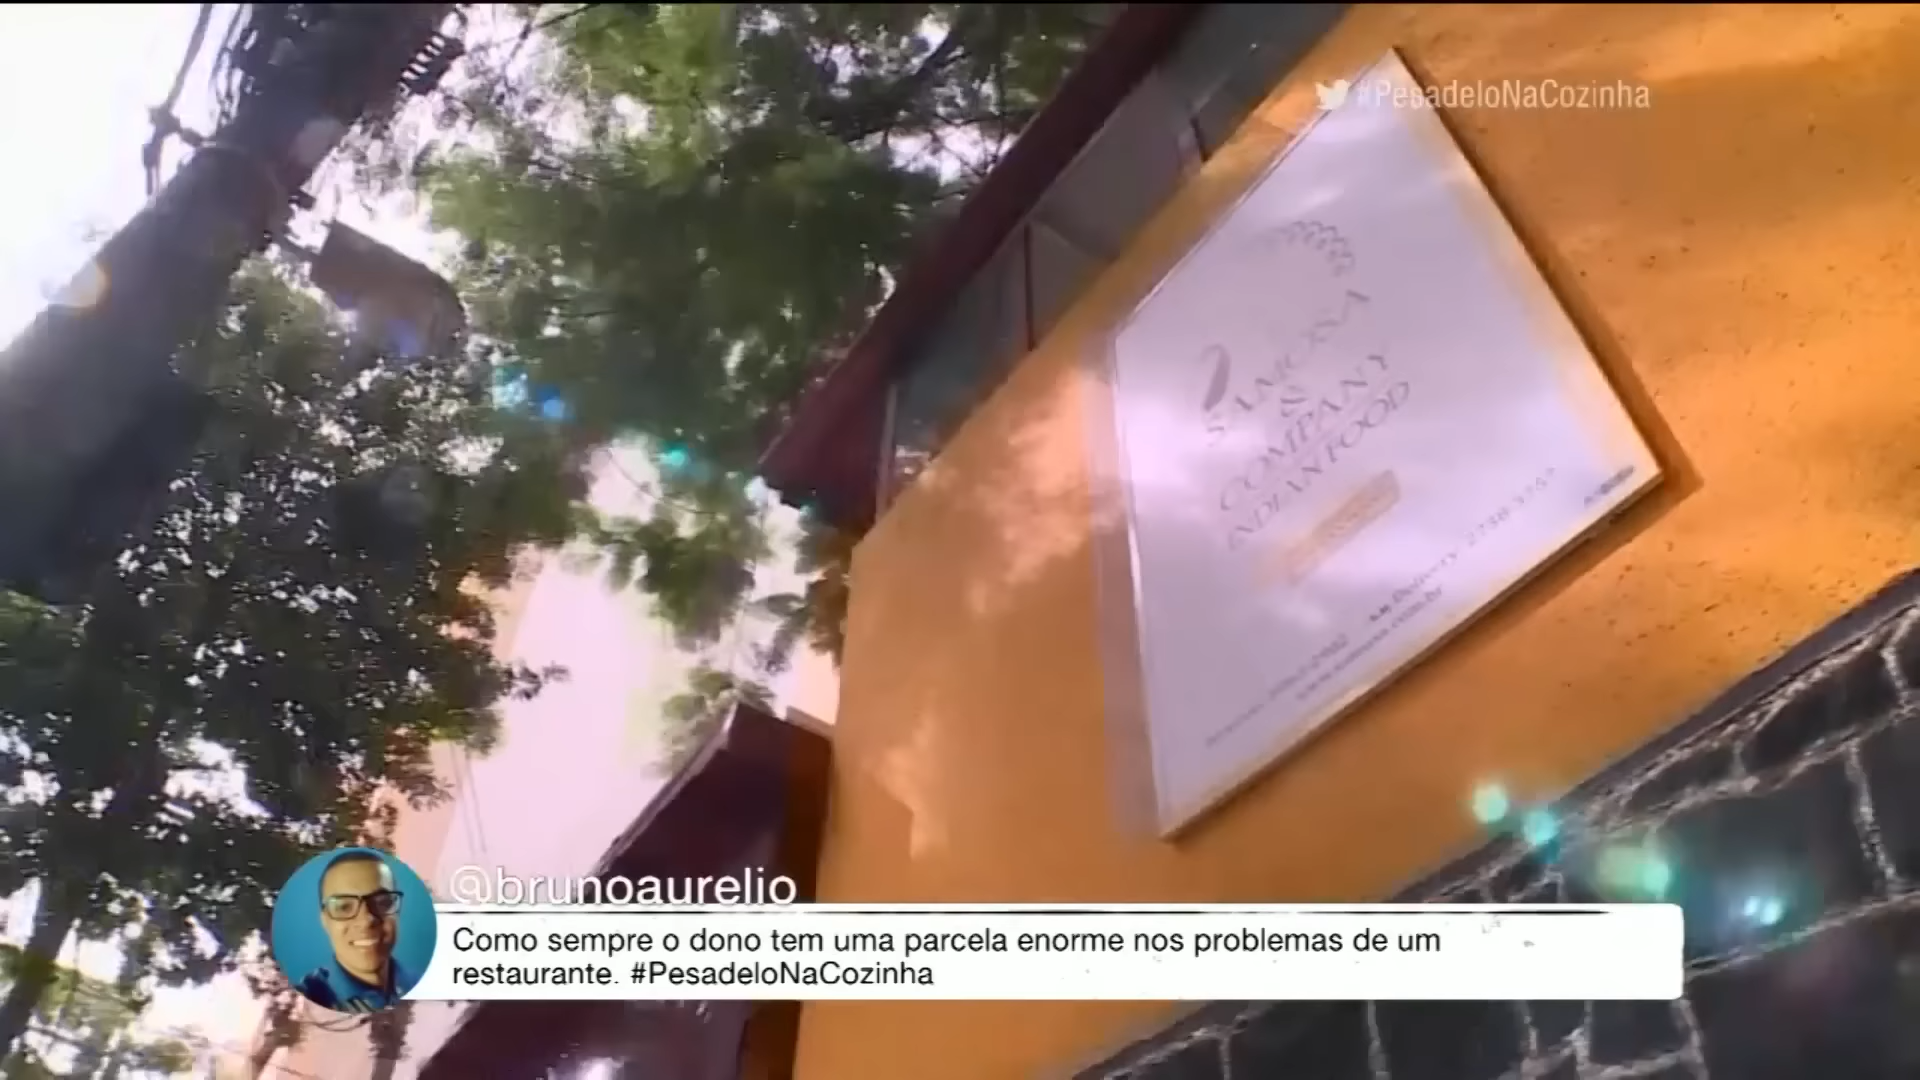 #PesadeloNaCozinha
SAMOSA
&
COMPANY
INDIAN FOOD
@brunoaurelio
Como sempre o dono tem uma parcela enorme nos problemas de um
restaurante. #PesadeloNaCozinha